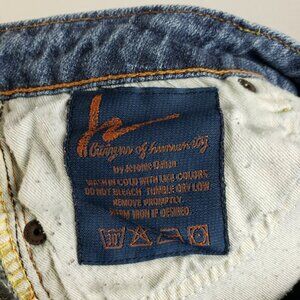 Citizens of humanity
by Jerome Dahan
WASH IN COLD WITH LIKE COLORS
DO NOT BLEACH. TUMBLE DRY LOW
REMOVE PROMPTLY.
WARM IRON IF DESIRED.